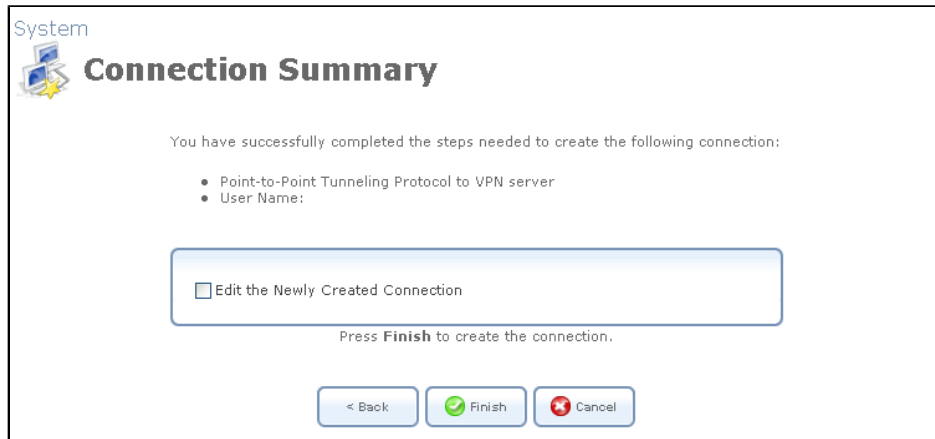 System
Connection Summary
You have successfully completed the steps needed to create the following connection:
● Point-to-Point Tunneling Protocol to VPN server
● User Name:
Edit the Newly Created Connection
Press Finish to create the connection.
< Back
Finish
Cancel